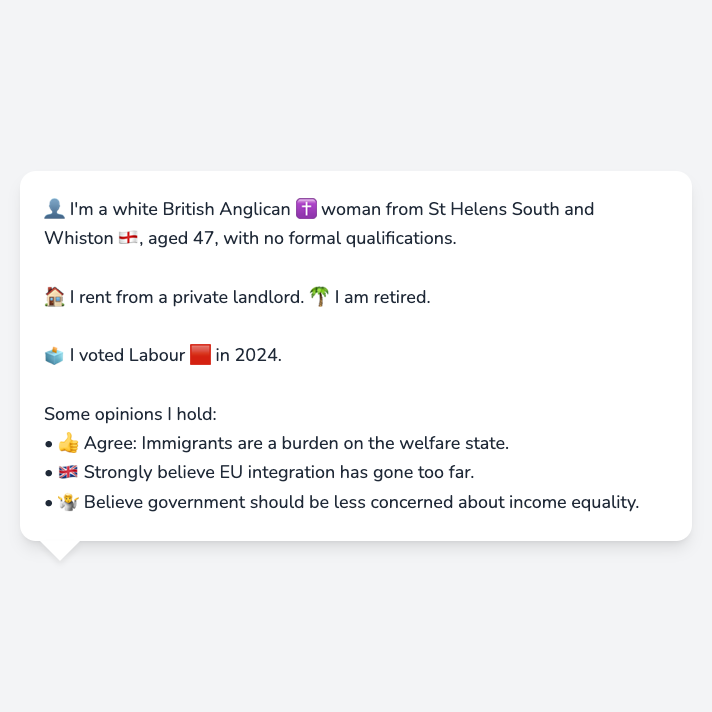 👤 I'm a white British Anglican ✝️ woman from St Helens South and
Whiston 🏴󠁧󠁢󠁥󠁮󠁧󠁿, aged 47, with no formal qualifications.
🏠 I rent from a private landlord. 🌴 I am retired.
🗳️ I voted Labour 🟥 in 2024.
Some opinions I hold:
• 👍 Agree: Immigrants are a burden on the welfare state.
• 🇬🇧 Strongly believe EU integration has gone too far.
• 🤷 Believe government should be less concerned about income equality.